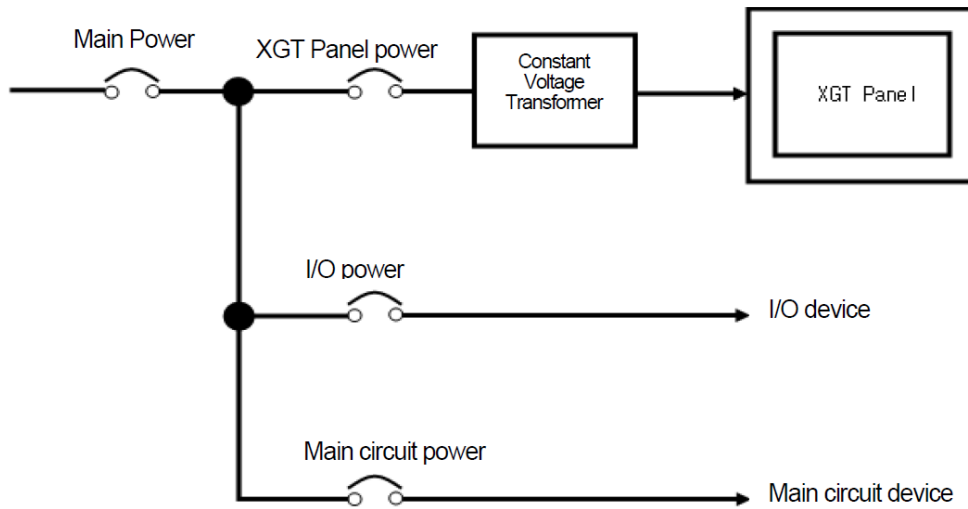 Main Power
XGT Panel power
Constant
Voltage
Transformer
XGT Panel
I/O power
I/O device
Main circuit power
Main circuit device